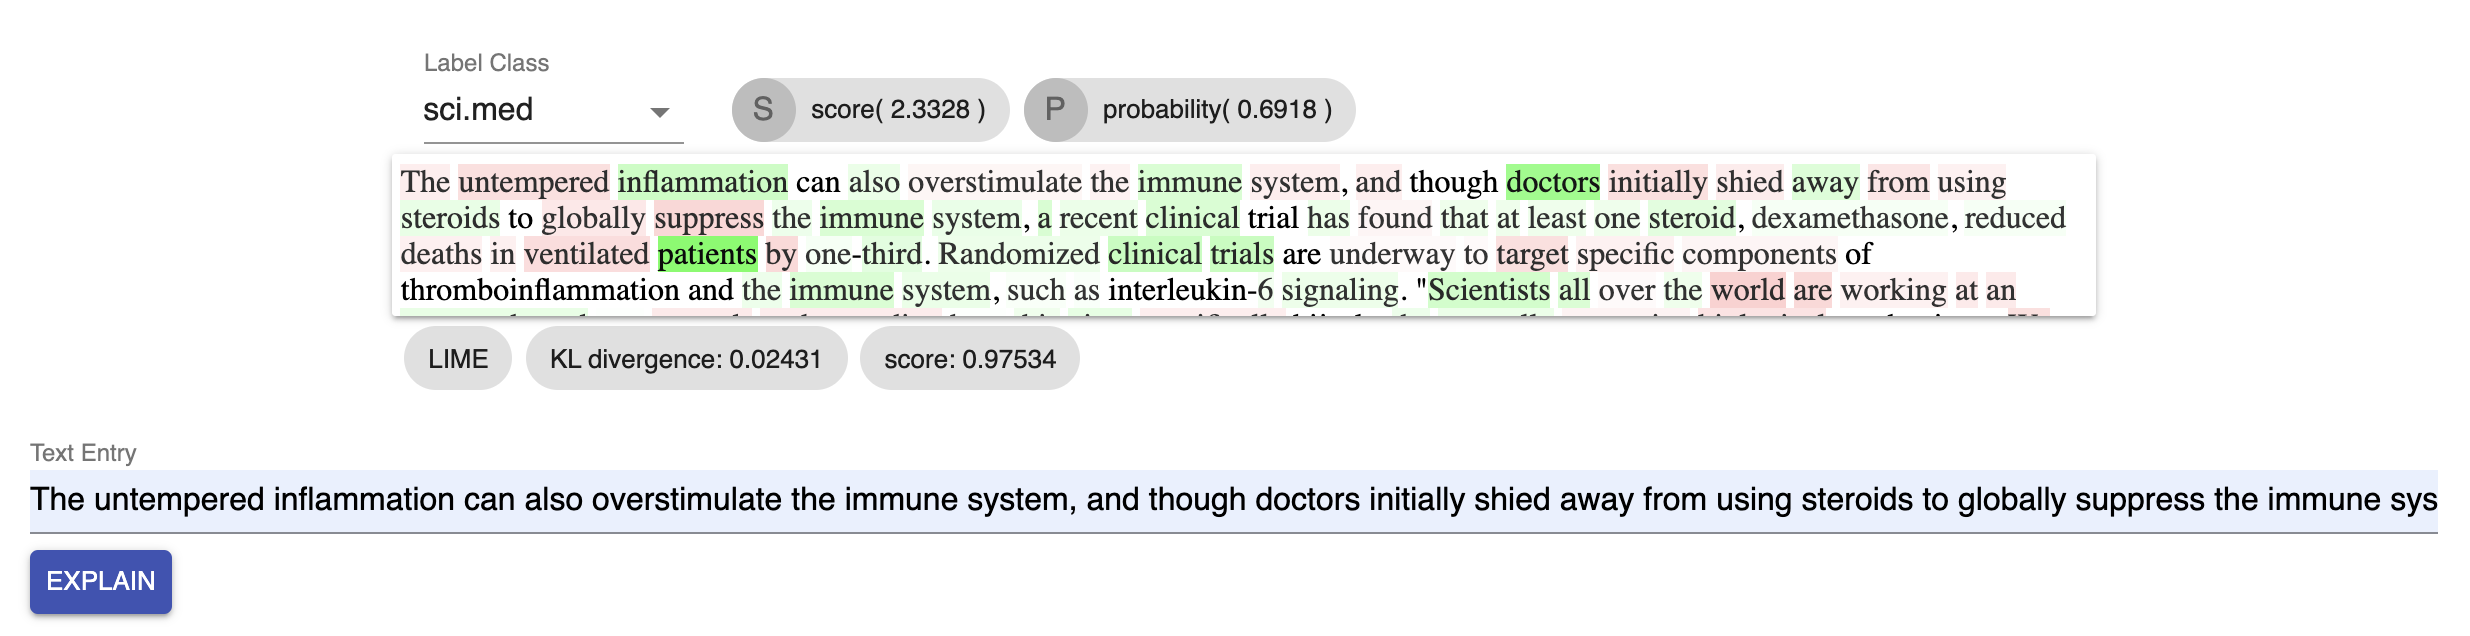 Label Class
sci.med
S score( 2.3328 ) P probability( 0.6918 )
The untempered inflammation can also overstimulate the immune system, and though doctors initially shied away from using
steroids to globally suppress the immune system, a recent clinical trial has found that at least one steroid, dexamethasone, reduced
deaths in ventilated patients by one-third. Randomized clinical trials are underway to target specific components of
thromboinflammation and the immune system, such as interleukin-6 signaling. "Scientists all over the world are working at an
LIME KL divergence: 0.02431 score: 0.97534
Text Entry
The untempered inflammation can also overstimulate the immune system, and though doctors initially shied away from using steroids to globally suppress the immune sys
EXPLAIN